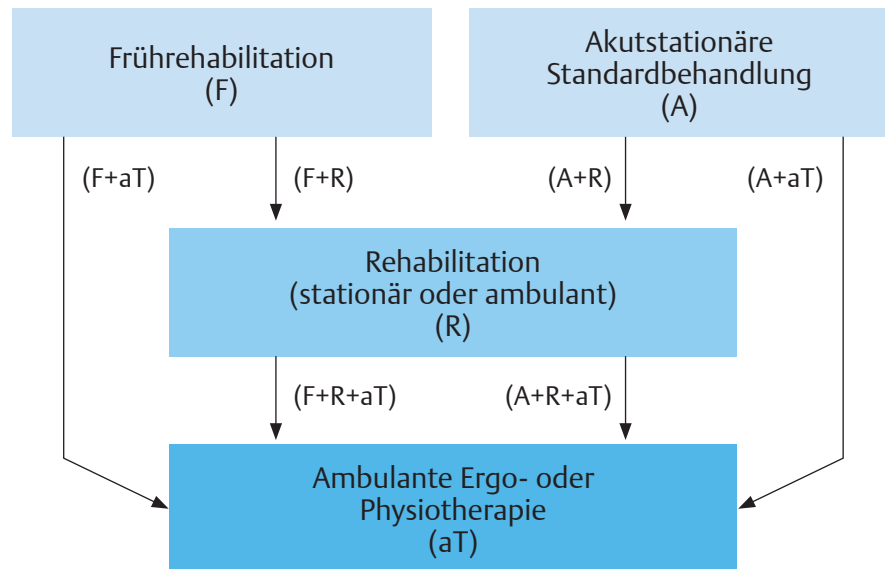 Frührehabilitation
(F)
Akutstationäre
Standardbehandlung
(A)
(F+aT)
(F+R)
(A+R)
(A+aT)
Rehabilitation
(stationär oder ambulant)
(R)
(F+R+aT)
(A+R+aT)
Ambulante Ergo- oder
Physiotherapie
(aT)